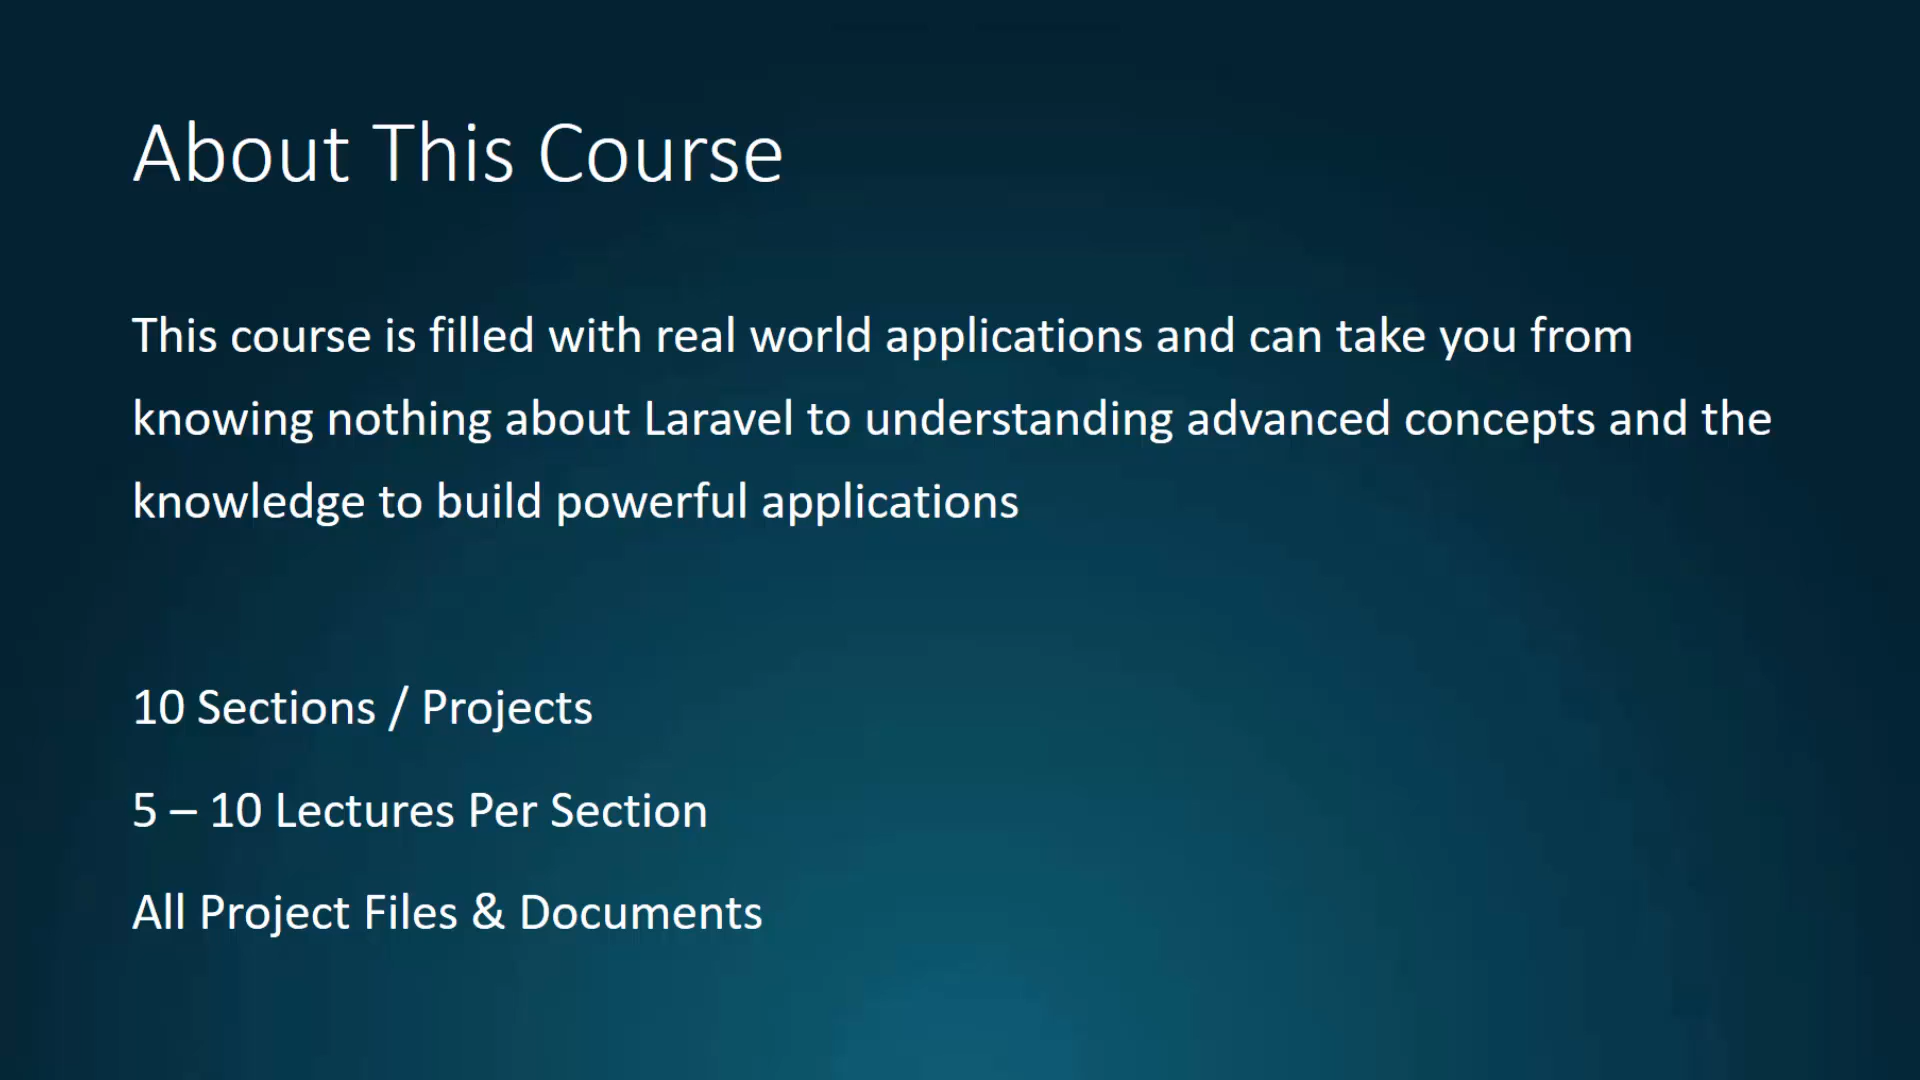 About This Course
This course is filled with real world applications and can take you from
knowing nothing about Laravel to understanding advanced concepts and the
knowledge to build powerful applications
10 Sections / Projects
5 – 10 Lectures Per Section
All Project Files & Documents